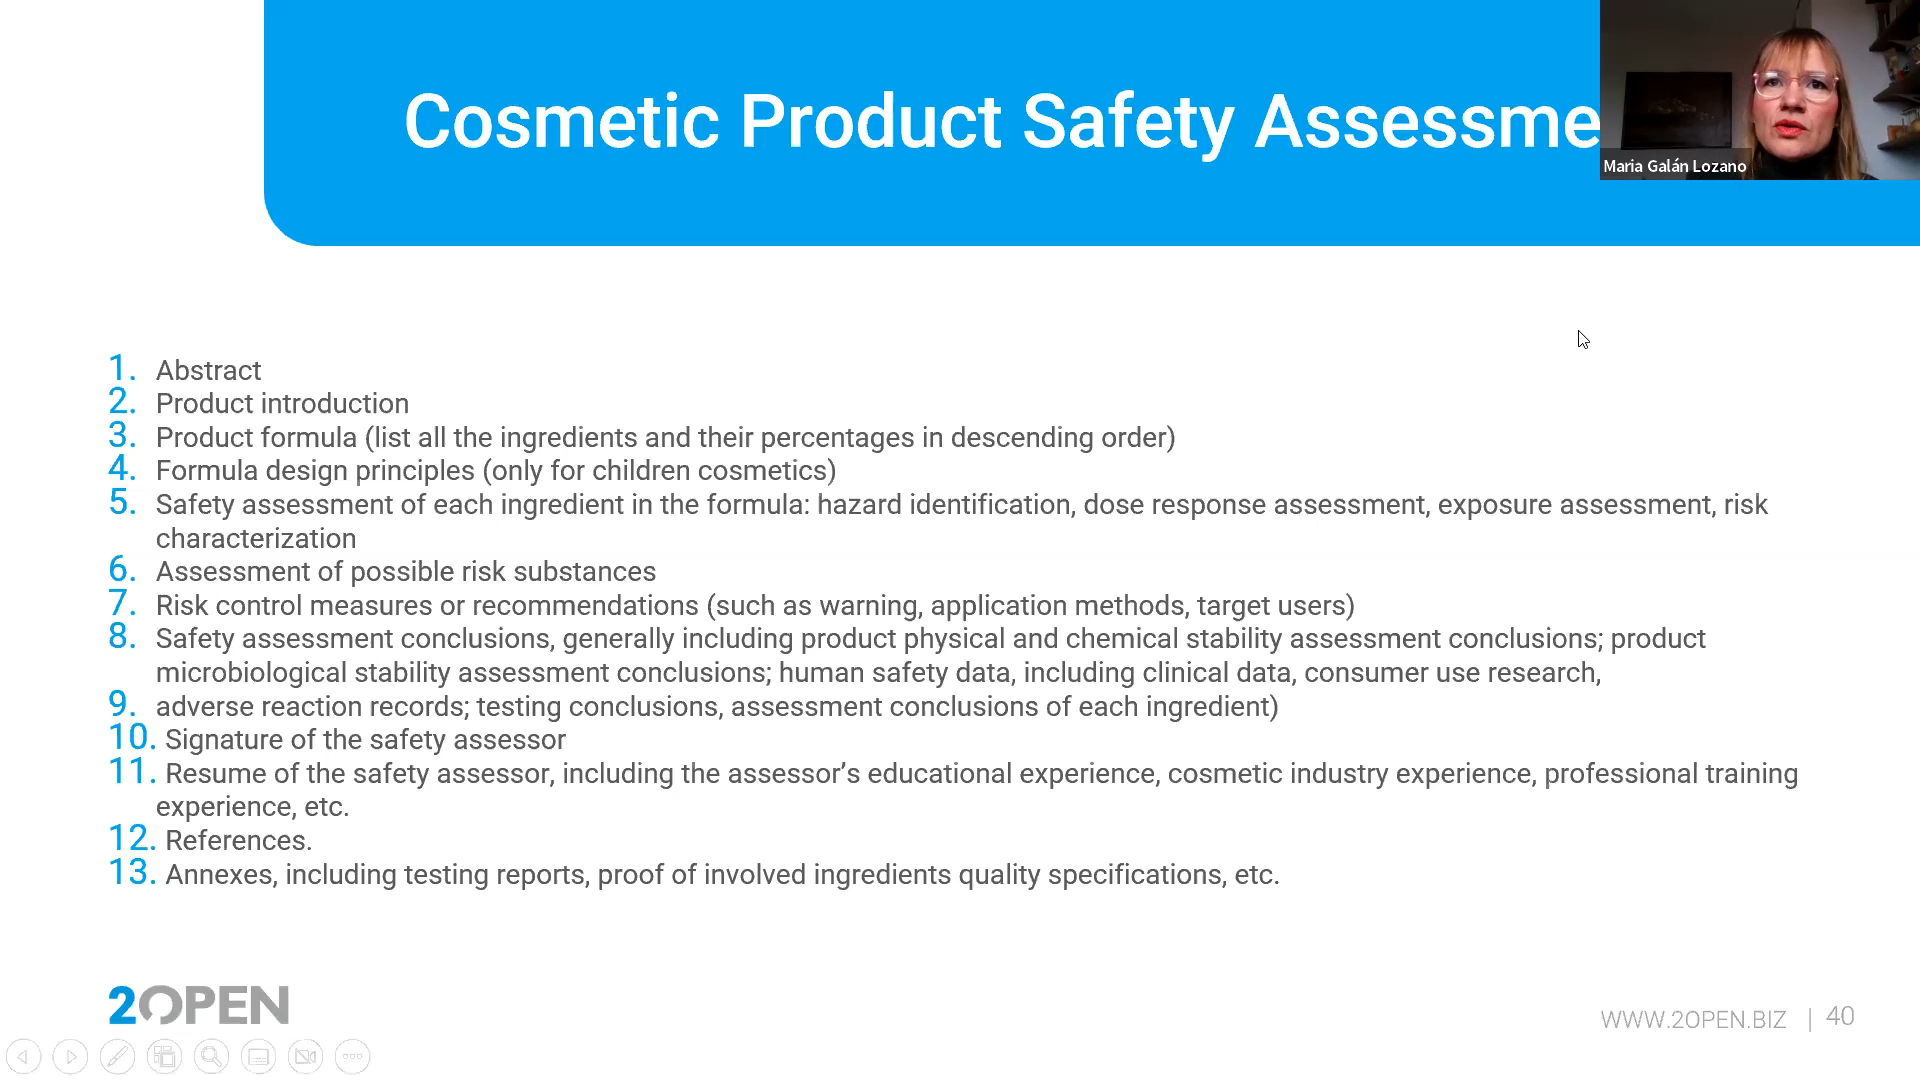 Cosmetic Product Safety Assessme
Maria Galán Lozano
1. Abstract
2. Product introduction
3. Product formula (list all the ingredients and their percentages in descending order)
4. Formula design principles (only for children cosmetics)
5. Safety assessment of each ingredient in the formula: hazard identification, dose response assessment, exposure assessment, risk
characterization
6. Assessment of possible risk substances
7. Risk control measures or recommendations (such as warning, application methods, target users)
8. Safety assessment conclusions, generally including product physical and chemical stability assessment conclusions; product
microbiological stability assessment conclusions; human safety data, including clinical data, consumer use research,
9. adverse reaction records; testing conclusions, assessment conclusions of each ingredient)
10. Signature of the safety assessor
11. Resume of the safety assessor, including the assessor’s educational experience, cosmetic industry experience, professional training
experience, etc.
12. References.
13. Annexes, including testing reports, proof of involved ingredients quality specifications, etc.
2OPEN
WWW.2OPEN.BIZ | 40